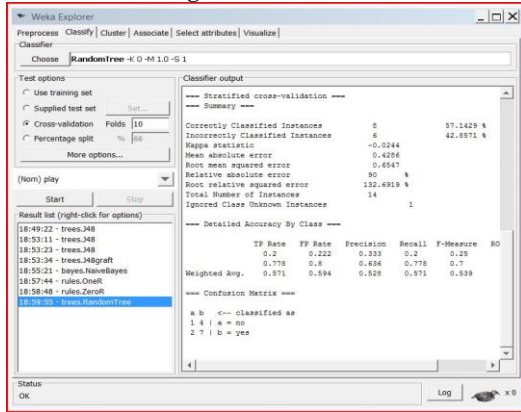 Weka Explorer
Preprocess Classify Cluster Associate Select attributes Visualize
Classifier
Choose RandomTree -K 0 -M 1.0 -S 1
Test options
Use training set
Supplied test set Set...
Cross-validation Folds 10
Percentage split % 66
More options...
(Nom) play
Start Stop
Result list (right-click for options)
18:49:22 - trees.J48
18:53:11 - trees.J48
18:53:23 - trees.J48
18:53:34 - trees.J48graft
18:55:21 - bayes.NaiveBayes
18:57:44 - rules.OneR
18:58:48 - rules.ZeroR
18:59:55 - trees.RandomTree
Classifier output
=== Stratified cross-validation ===
=== Summary ===
Correctly Classified Instances 8 57.1429 %
Incorrectly Classified Instances 6 42.8571 %
Kappa statistic -0.0244
Mean absolute error 0.4286
Root mean squared error 0.6547
Relative absolute error 90 %
Root relative squared error 132.6919 %
Total Number of Instances 14
Ignored Class Unknown Instances 1
=== Detailed Accuracy By Class ===
TP Rate FP Rate Precision Recall F-Measure RO
0.2 0.222 0.333 0.2 0.25
0.778 0.8 0.636 0.778 0.7
Weighted Avg. 0.571 0.594 0.528 0.571 0.539
=== Confusion Matrix ===
a b <-- classified as
1 4 | a = no
2 7 | b = yes
Status
OK
Log
x 0